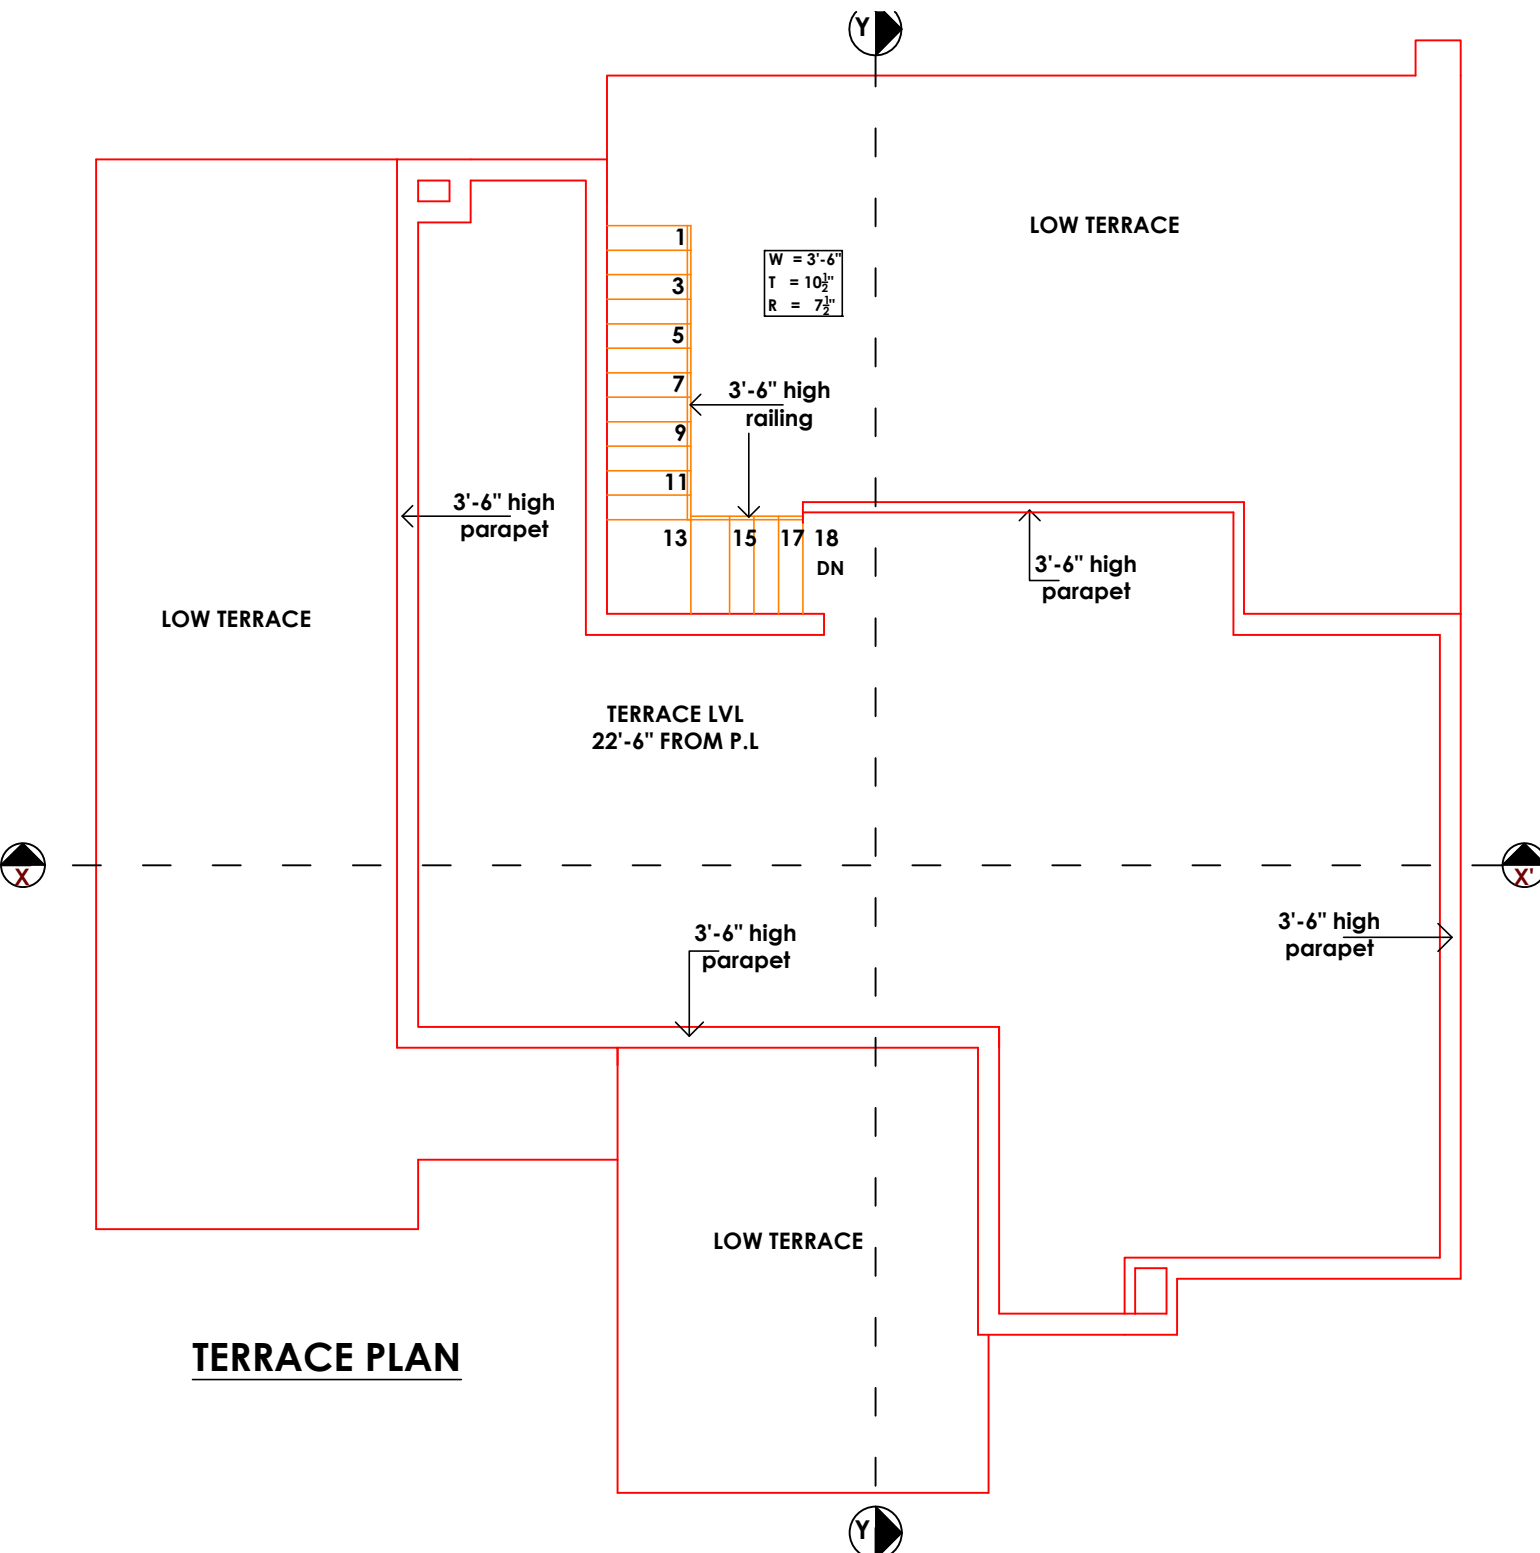 Y
LOW TERRACE
1
W = 3'-6"
T = 10½"
R = 7½"
3
5
7
3'-6" high
railing
9
11
3'-6" high
parapet
13
15
17
18
DN
3'-6" high
parapet
LOW TERRACE
TERRACE LVL
22'-6" FROM P.L
X
X'
3'-6" high
parapet
3'-6" high
parapet
LOW TERRACE
TERRACE PLAN
Y